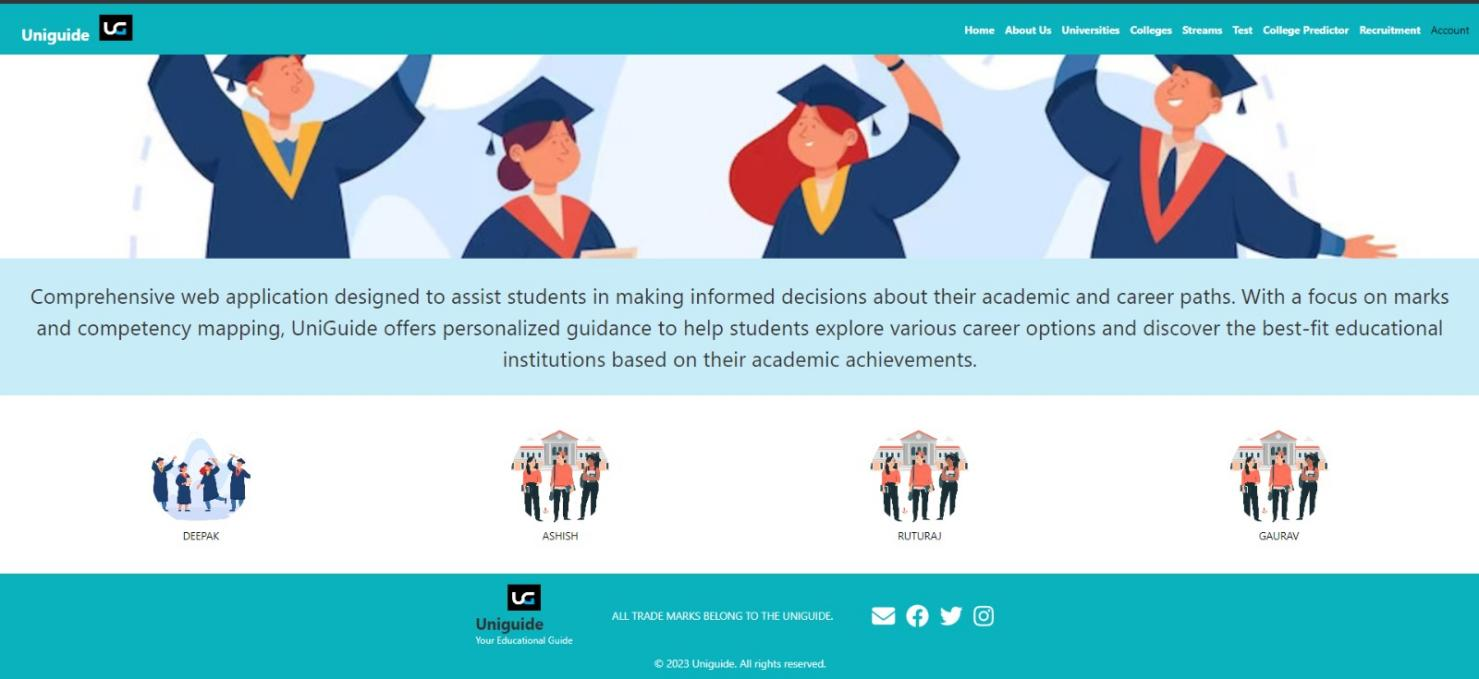 Uniguide UG
Home About Us Universities Colleges Streams Test College Predictor Recruitment Account
Comprehensive web application designed to assist students in making informed decisions about their academic and career paths. With a focus on marks
and competency mapping, UniGuide offers personalized guidance to help students explore various career options and discover the best-fit educational
institutions based on their academic achievements.
DEEPAK
ASHISH
RUTURAJ
GAURAV
UG
Uniguide
Your Educational Guide
ALL TRADE MARKS BELONG TO THE UNIGUIDE.
© 2023 Uniguide. All rights reserved.